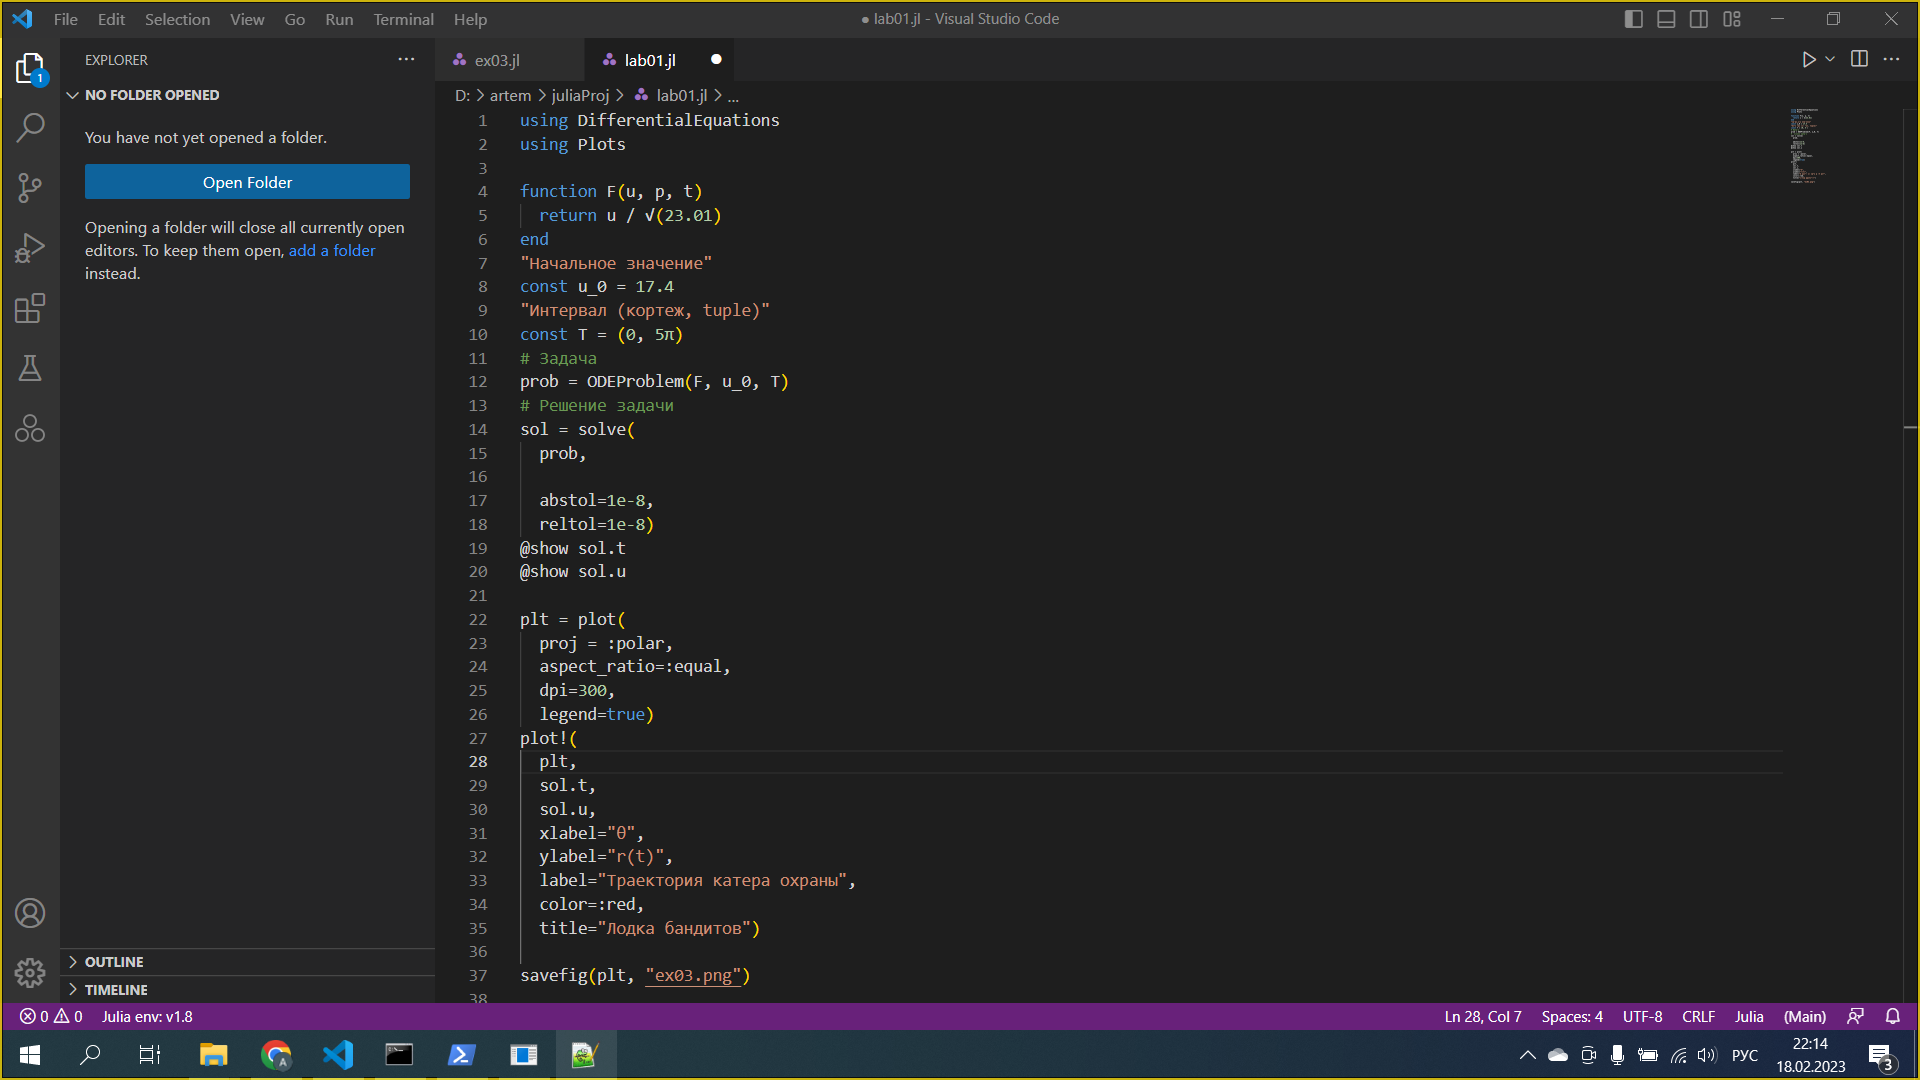 File Edit Selection View Go Run Terminal Help
● lab01.jl - Visual Studio Code
EXPLORER
ex03.jl
lab01.jl
NO FOLDER OPENED
D: > artem > juliaProj > lab01.jl > ...
You have not yet opened a folder.
Open Folder
Opening a folder will close all currently open
editors. To keep them open, add a folder
instead.
1 using DifferentialEquations
2 using Plots
3
4 function F(u, p, t)
5 return u / √(23.01)
6 end
7 "Начальное значение"
8 const u_0 = 17.4
9 "Интервал (кортеж, tuple)"
10 const T = (0, 5π)
11 # Задача
12 prob = ODEProblem(F, u_0, T)
13 # Решение задачи
14 sol = solve(
15 prob,
16
17 abstol=1e-8,
18 reltol=1e-8)
19 @show sol.t
20 @show sol.u
21
22 plt = plot(
23 proj = :polar,
24 aspect_ratio=:equal,
25 dpi=300,
26 legend=true)
27 plot!(
28 plt,
29 sol.t,
30 sol.u,
31 xlabel="θ",
32 ylabel="r(t)",
33 label="Траектория катера охраны",
34 color=:red,
35 title="Лодка бандитов")
36
37 savefig(plt, "ex03.png")
38
OUTLINE
TIMELINE
0 0 Julia env: v1.8
Ln 28, Col 7 Spaces: 4 UTF-8 CRLF Julia (Main)
РУС
22:14
18.02.2023
3
1
A